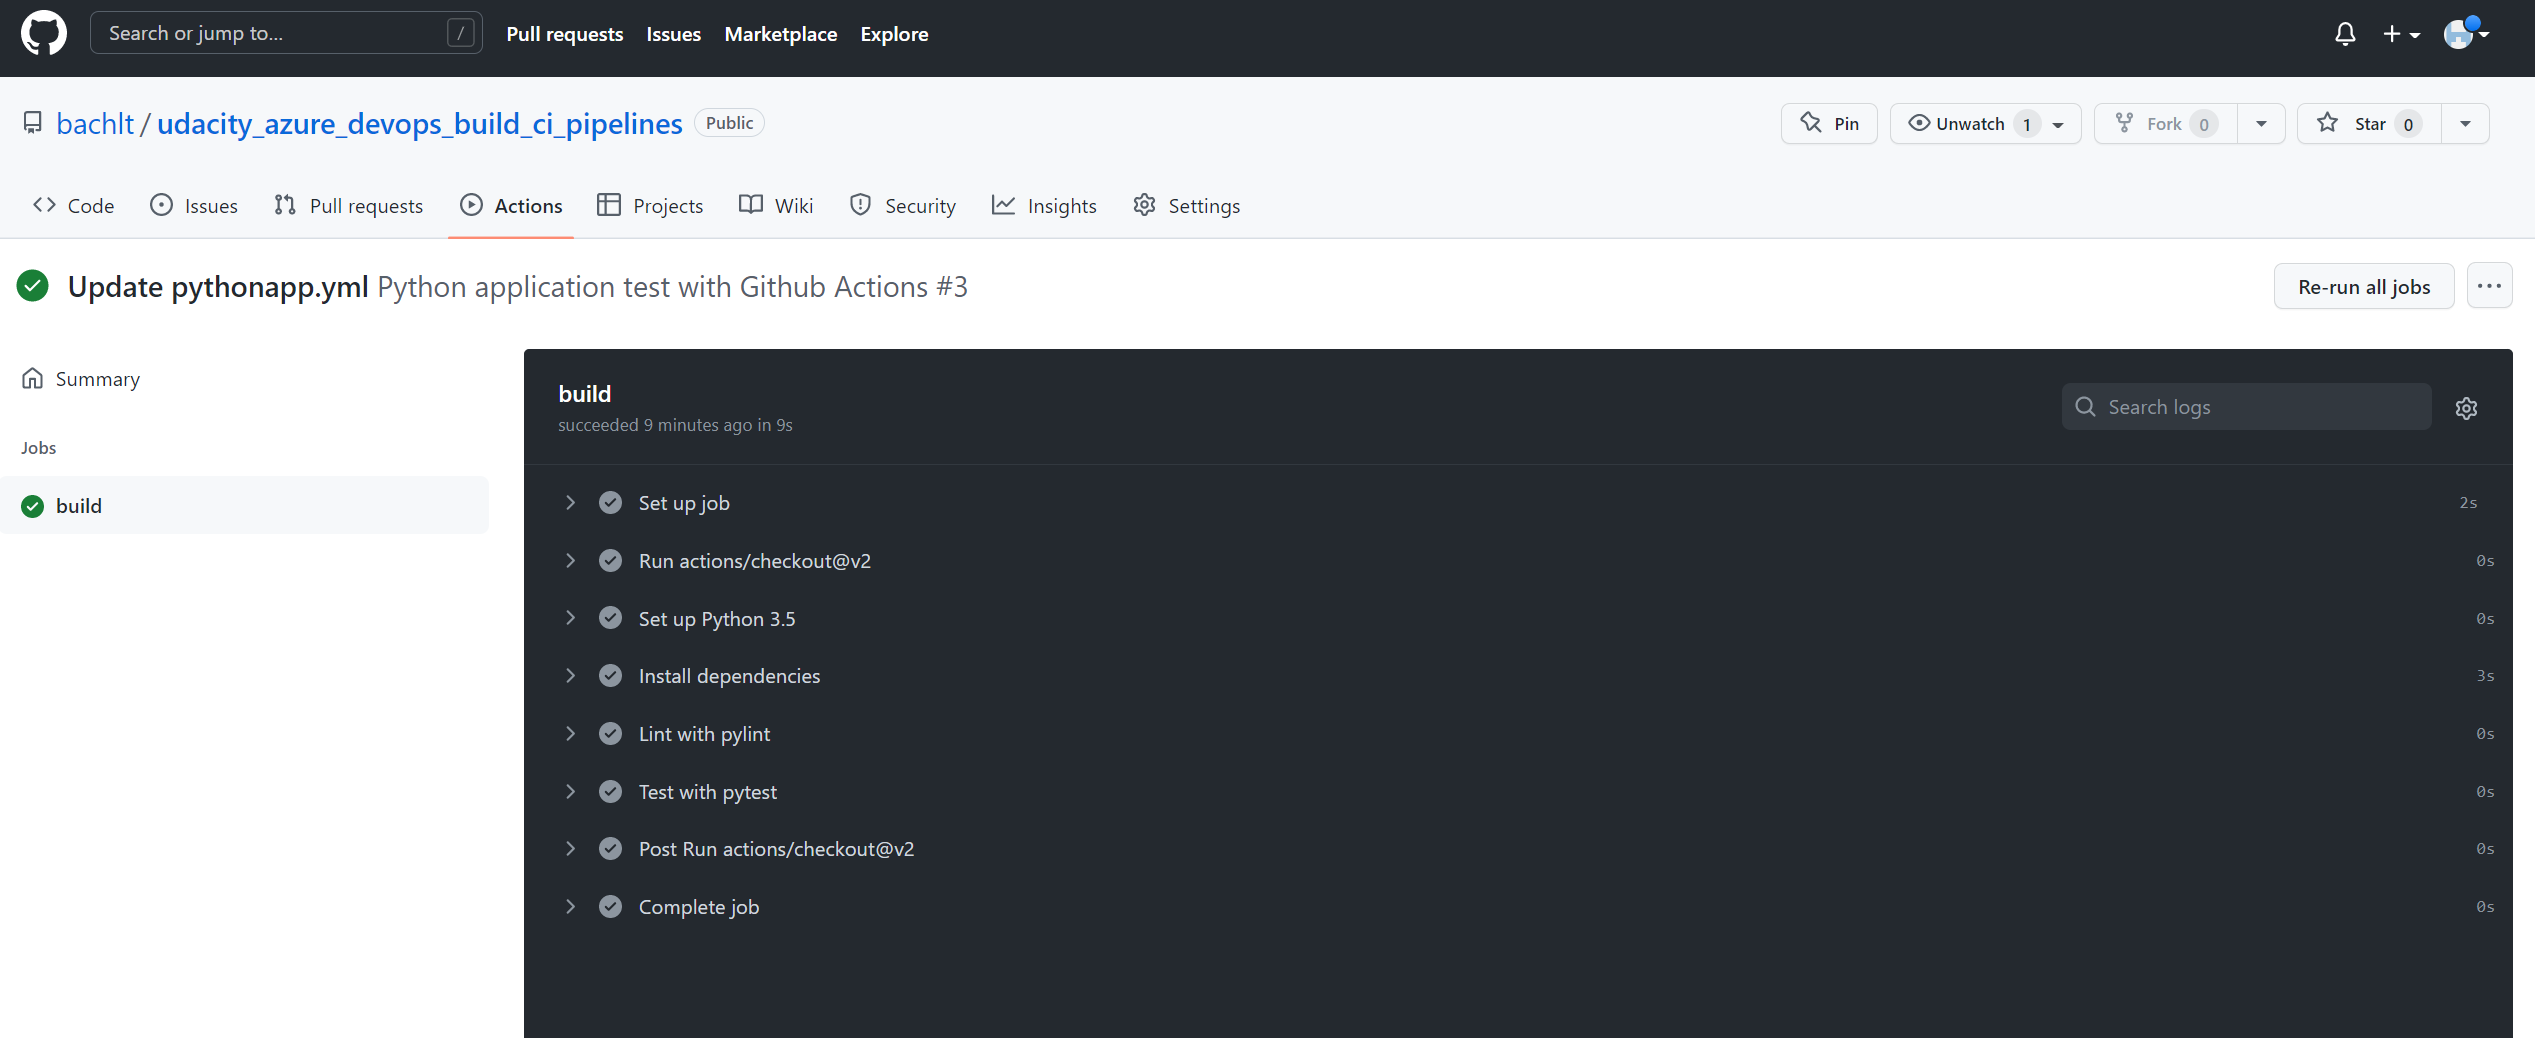 Search or jump to... / Pull requests Issues Marketplace Explore
bachlt / udacity_azure_devops_build_ci_pipelines Public Pin Unwatch 1 Fork 0 Star 0
Code Issues Pull requests Actions Projects Wiki Security Insights Settings
Update pythonapp.yml Python application test with Github Actions #3 Re-run all jobs
Summary
Jobs
build
build
succeeded 9 minutes ago in 9s
Search logs
Set up job 2s
Run actions/checkout@v2 0s
Set up Python 3.5 0s
Install dependencies 3s
Lint with pylint 0s
Test with pytest 0s
Post Run actions/checkout@v2 0s
Complete job 0s